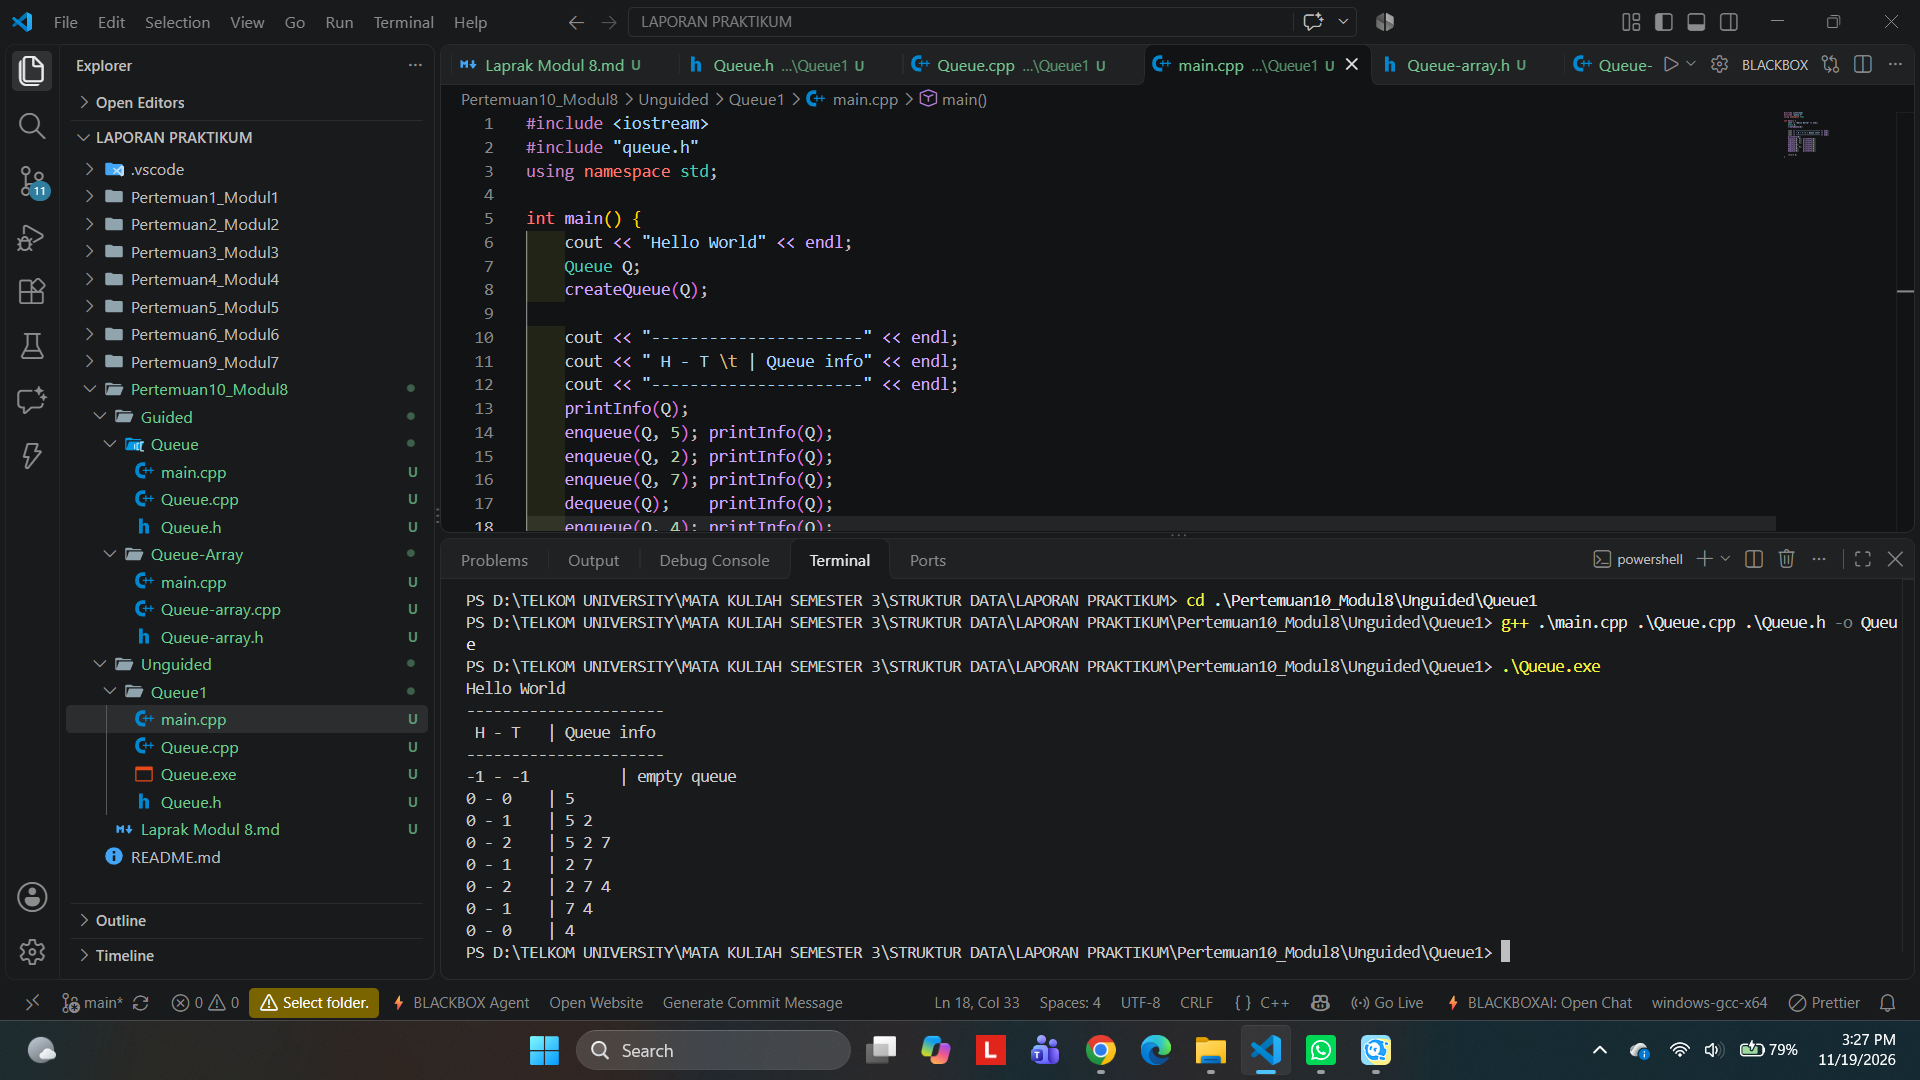 File Edit Selection View Go Run Terminal Help
LAPORAN PRAKTIKUM
Explorer
Open Editors
LAPORAN PRAKTIKUM
.vscode
Pertemuan1_Modul1
Pertemuan2_Modul2
Pertemuan3_Modul3
Pertemuan4_Modul4
Pertemuan5_Modul5
Pertemuan6_Modul6
Pertemuan9_Modul7
Pertemuan10_Modul8
Guided
Queue
main.cpp U
Queue.cpp U
Queue.h U
Queue-Array
main.cpp U
Queue-array.cpp U
Queue-array.h U
Unguided
Queue1
main.cpp U
Queue.cpp U
Queue.exe U
Queue.h U
Laprak Modul 8.md U
README.md
Outline
Timeline
11
Laprak Modul 8.md U Queue.h ...\Queue1 U Queue.cpp ...\Queue1 U main.cpp ...\Queue1 U Queue-array.h U Queue- BLACKBOX
Pertemuan10_Modul8 > Unguided > Queue1 > main.cpp > main()
1 #include <iostream>
2 #include "queue.h"
3 using namespace std;
4
5 int main() {
6 cout << "Hello World" << endl;
7 Queue Q;
8 createQueue(Q);
9
10 cout << "----------------------" << endl;
11 cout << " H - T \t | Queue info" << endl;
12 cout << "----------------------" << endl;
13 printInfo(Q);
14 enqueue(Q, 5); printInfo(Q);
15 enqueue(Q, 2); printInfo(Q);
16 enqueue(Q, 7); printInfo(Q);
17 dequeue(Q); printInfo(Q);
18 enqueue(Q, 4); printInfo(Q);
Problems Output Debug Console Terminal Ports powershell
PS D:\TELKOM UNIVERSITY\MATA KULIAH SEMESTER 3\STRUKTUR DATA\LAPORAN PRAKTIKUM> cd .\Pertemuan10_Modul8\Unguided\Queue1
PS D:\TELKOM UNIVERSITY\MATA KULIAH SEMESTER 3\STRUKTUR DATA\LAPORAN PRAKTIKUM\Pertemuan10_Modul8\Unguided\Queue1> g++ .\main.cpp .\Queue.cpp .\Queue.h -o Queu
e
PS D:\TELKOM UNIVERSITY\MATA KULIAH SEMESTER 3\STRUKTUR DATA\LAPORAN PRAKTIKUM\Pertemuan10_Modul8\Unguided\Queue1> .\Queue.exe
Hello World
----------------------
H - T | Queue info
----------------------
-1 - -1 | empty queue
0 - 0 | 5
0 - 1 | 5 2
0 - 2 | 5 2 7
0 - 1 | 2 7
0 - 2 | 2 7 4
0 - 1 | 7 4
0 - 0 | 4
PS D:\TELKOM UNIVERSITY\MATA KULIAH SEMESTER 3\STRUKTUR DATA\LAPORAN PRAKTIKUM\Pertemuan10_Modul8\Unguided\Queue1>
main* 0 0 Select folder. BLACKBOX Agent Open Website Generate Commit Message Ln 18, Col 33 Spaces: 4 UTF-8 CRLF {} C++ Go Live BLACKBOXAI: Open Chat windows-gcc-x64 Prettier
Search
79%
3:27 PM
11/19/2026